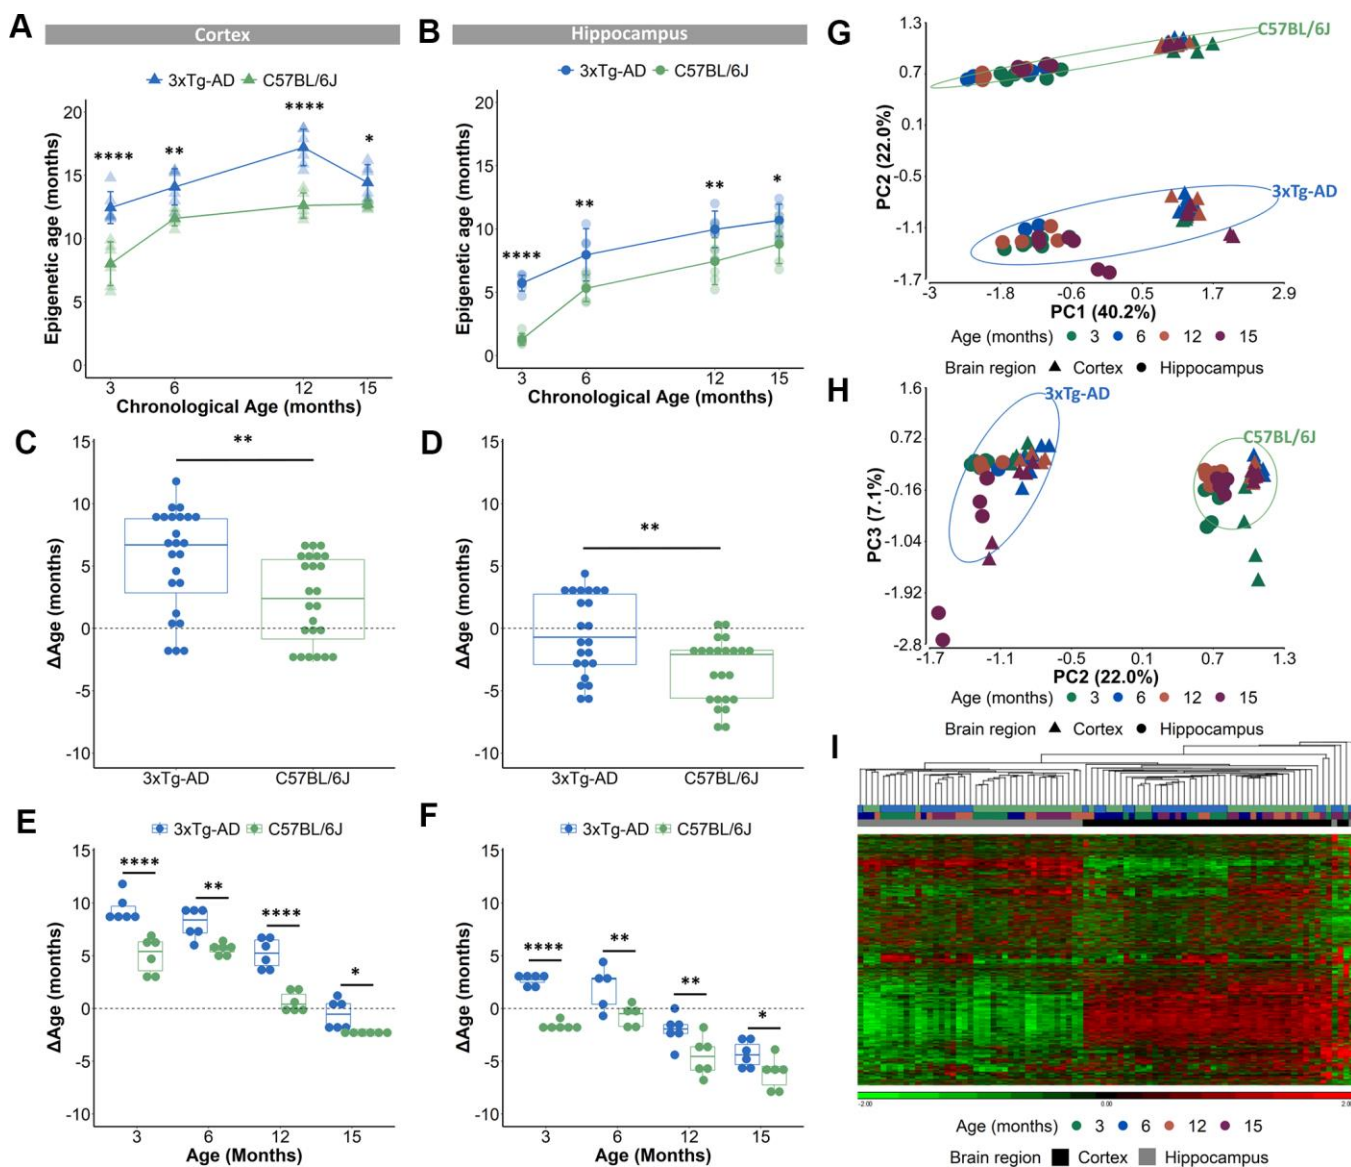 A
Cortex
3xTg-AD C57BL/6J
Epigenetic age (months)
20
15
10
5
0
****
**
****
*
3 6 12 15
Chronological Age (months)
B
Hippocampus
3xTg-AD C57BL/6J
Epigenetic age (months)
20
15
10
5
0
****
**
**
*
3 6 12 15
Chronological Age (months)
C
ΔAge (months)
15
10
5
0
-5
-10
**
3xTg-AD C57BL/6J
D
ΔAge (months)
15
10
5
0
-5
-10
**
3xTg-AD C57BL/6J
E
3xTg-AD C57BL/6J
ΔAge (months)
15
10
5
0
-5
-10
****
**
****
*
3 6 12 15
Age (Months)
F
3xTg-AD C57BL/6J
ΔAge (months)
15
10
5
0
-5
-10
****
**
**
*
3 6 12 15
Age (months)
G
C57BL/6J
3xTg-AD
PC2 (22.0%)
1.3
0.7
0.1
-0.5
-1.1
-1.7
-3 -1.8 -0.6 0.5 1.7 2.9
PC1 (40.2%)
Age (months) 3 6 12 15
Brain region Cortex Hippocampus
H
3xTg-AD
C57BL/6J
PC3 (7.1%)
1.6
0.72
-0.16
-1.04
-1.92
-2.8
-1.7 -1.1 -0.5 0.1 0.7 1.3
PC2 (22.0%)
Age (months) 3 6 12 15
Brain region Cortex Hippocampus
I
-2.00 0.00 2.00
Age (months) 3 6 12 15
Brain region Cortex Hippocampus